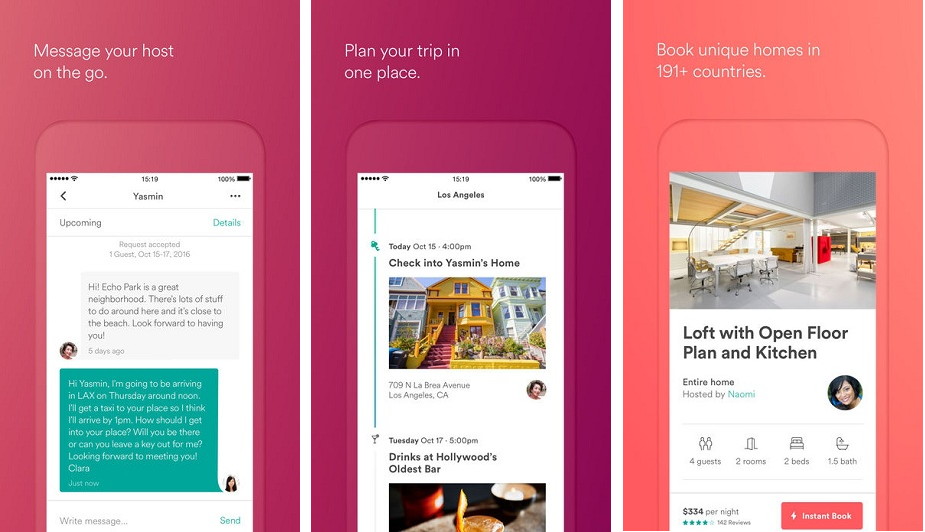 Message your host
on the go.
15:19
100%
Yasmin
Upcoming
Details
Request accepted
1 Guest, Oct 15-17, 2016
Hi! Echo Park is a great
neighborhood. There's lots of stuff
to do around here and it's close to
the beach. Look forward to having
you!
5 days ago
Hi Yasmin, I'm going to be arriving
in LAX on Thursday around noon.
I'll get a taxi to your place so I think
I'll arrive by 1pm. How should I get
into your place? Will you be there
or can you leave a key out for me?
Looking forward to meeting you!
Clara
Just now
Write message...
Send
Plan your trip in
one place.
15:19
100%
Los Angeles
Today Oct 15 · 4:00pm
Check into Yasmin's Home
709 N La Brea Avenue
Los Angeles, CA
Tuesday Oct 17 · 5:00pm
Drinks at Hollywood's
Oldest Bar
Book unique homes in
191+ countries.
Loft with Open Floor
Plan and Kitchen
Entire home
Hosted by Naomi
4 guests
2 rooms
2 beds
1.5 bath
$334 per night
142 Reviews
Instant Book